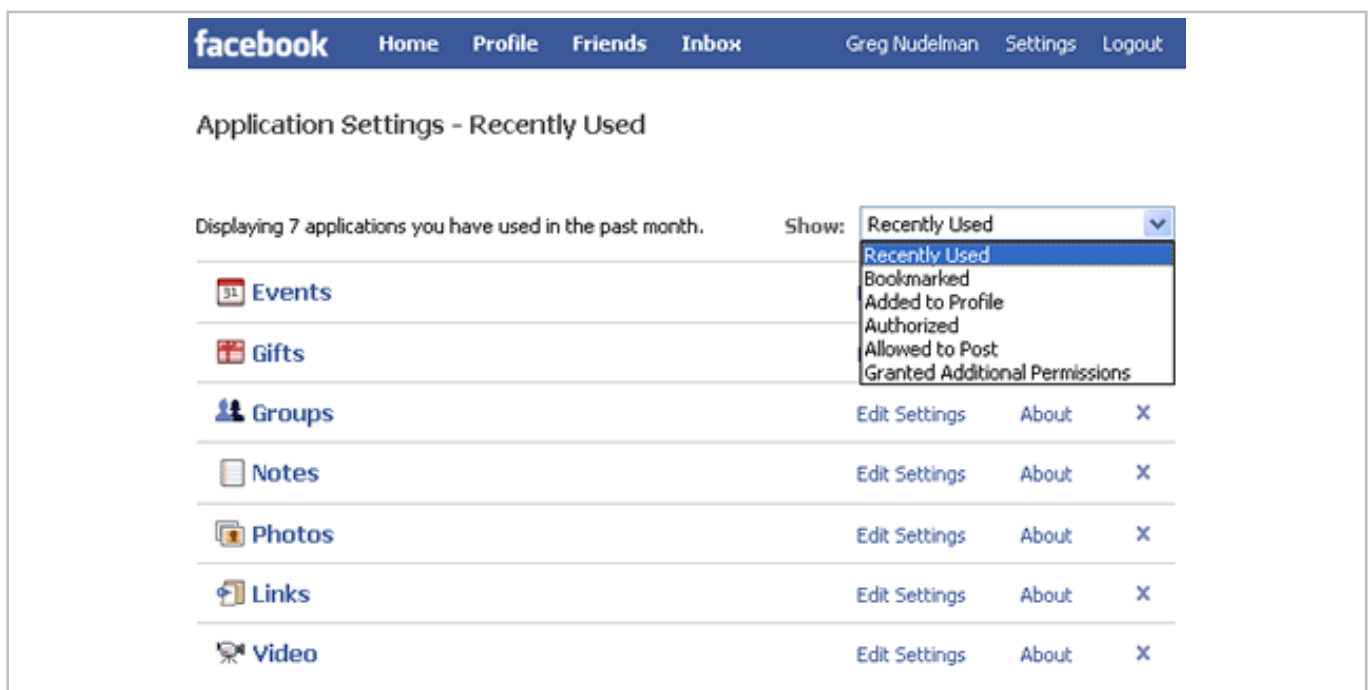 facebook Home Profile Friends Inbox Greg Nudelman Settings Logout
Application Settings - Recently Used
Displaying 7 applications you have used in the past month. Show: Recently Used
Recently Used
Bookmarked
Added to Profile
Authorized
Allowed to Post
Granted Additional Permissions
31 Events
Gifts
Groups Edit Settings About x
Notes Edit Settings About x
Photos Edit Settings About x
Links Edit Settings About x
Video Edit Settings About x